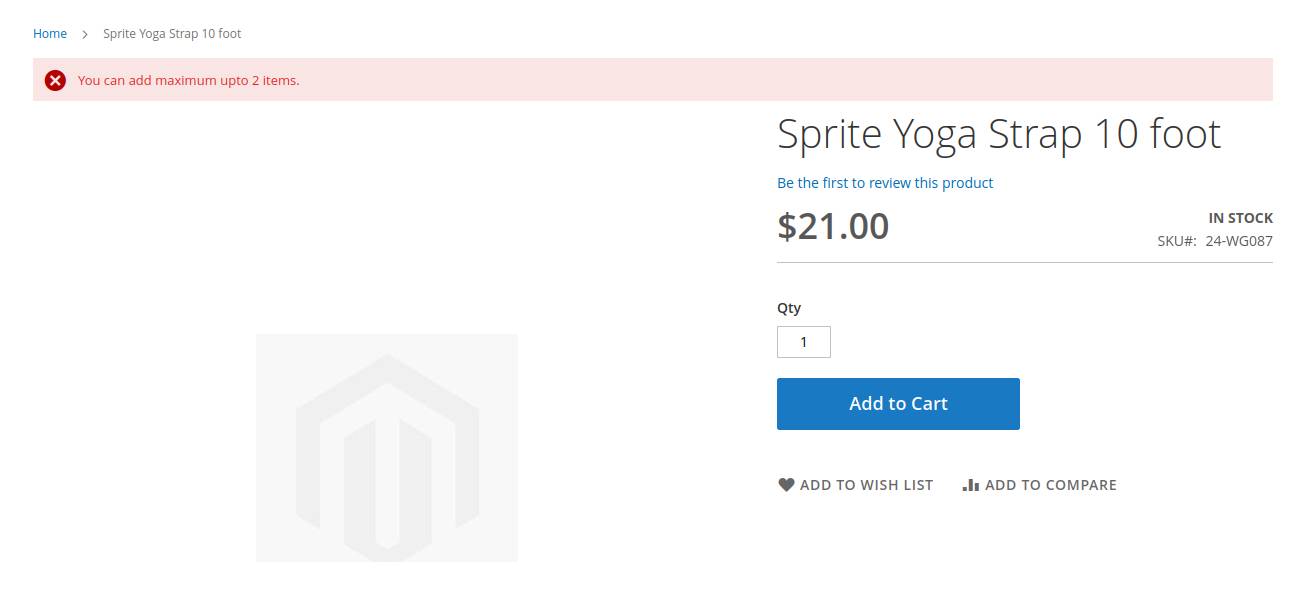 Home > Sprite Yoga Strap 10 foot
You can add maximum upto 2 items.
Sprite Yoga Strap 10 foot
Be the first to review this product
$21.00
IN STOCK
SKU#: 24-WG087
Qty
1
Add to Cart
ADD TO WISH LIST ADD TO COMPARE